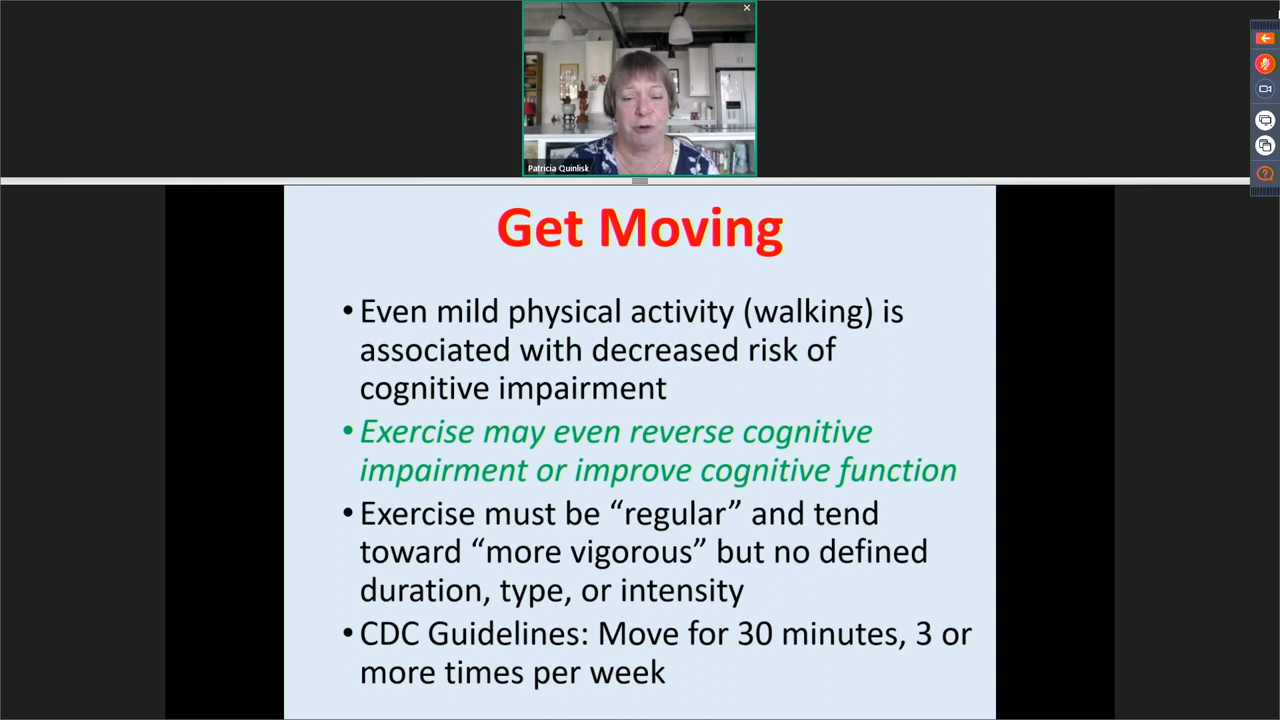 Patricia Quinlisk
Get Moving
•Even mild physical activity (walking) is
associated with decreased risk of
cognitive impairment
•Exercise may even reverse cognitive
impairment or improve cognitive function
•Exercise must be “regular” and tend
toward “more vigorous” but no defined
duration, type, or intensity
•CDC Guidelines: Move for 30 minutes, 3 or
more times per week